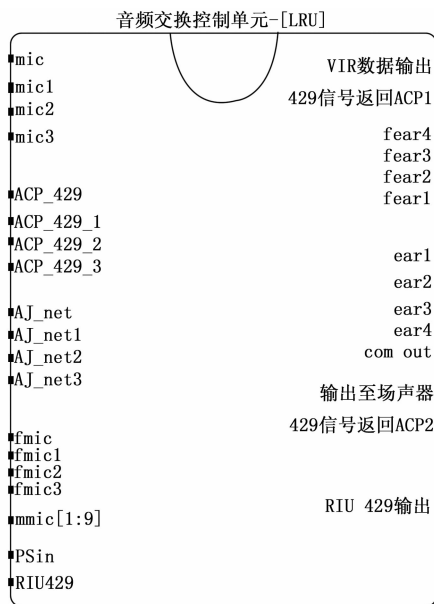 音频交换控制单元-[LRU]
mic
mic1
mic2
mic3
ACP_429
ACP_429_1
ACP_429_2
ACP_429_3
AJ_net
AJ_net1
AJ_net2
AJ_net3
fmic
fmic1
fmic2
fmic3
mmic[1:9]
PSin
RIU429
VIR数据输出
429信号返回ACP1
fear4
fear3
fear2
fear1
ear1
ear2
ear3
ear4
com out
输出至场声器
429信号返回ACP2
RIU 429输出